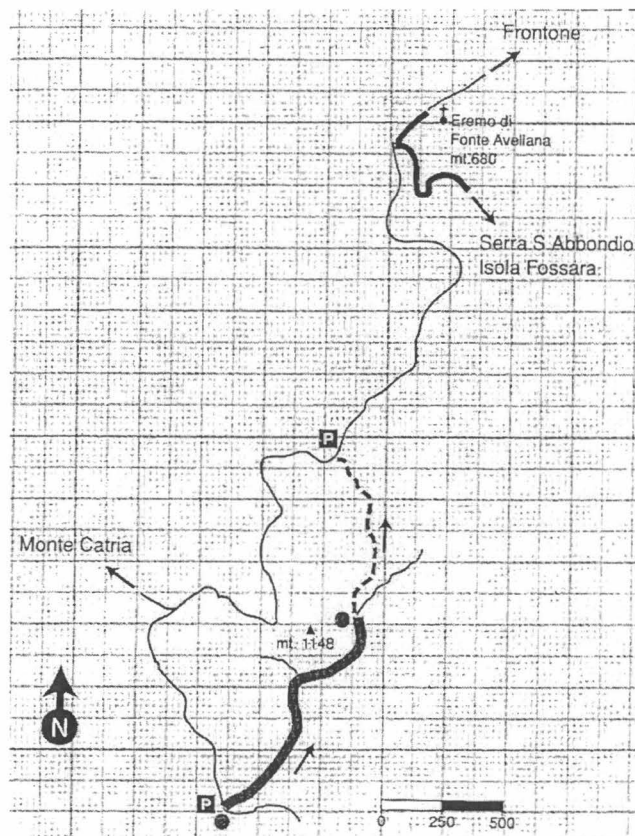 Frontone
Eremo di
Fonte Avellana
mt.680
Serra S Abbondio
Isola Fossara
P
Monte Catria
mt. 1148
N
P
0 250 500